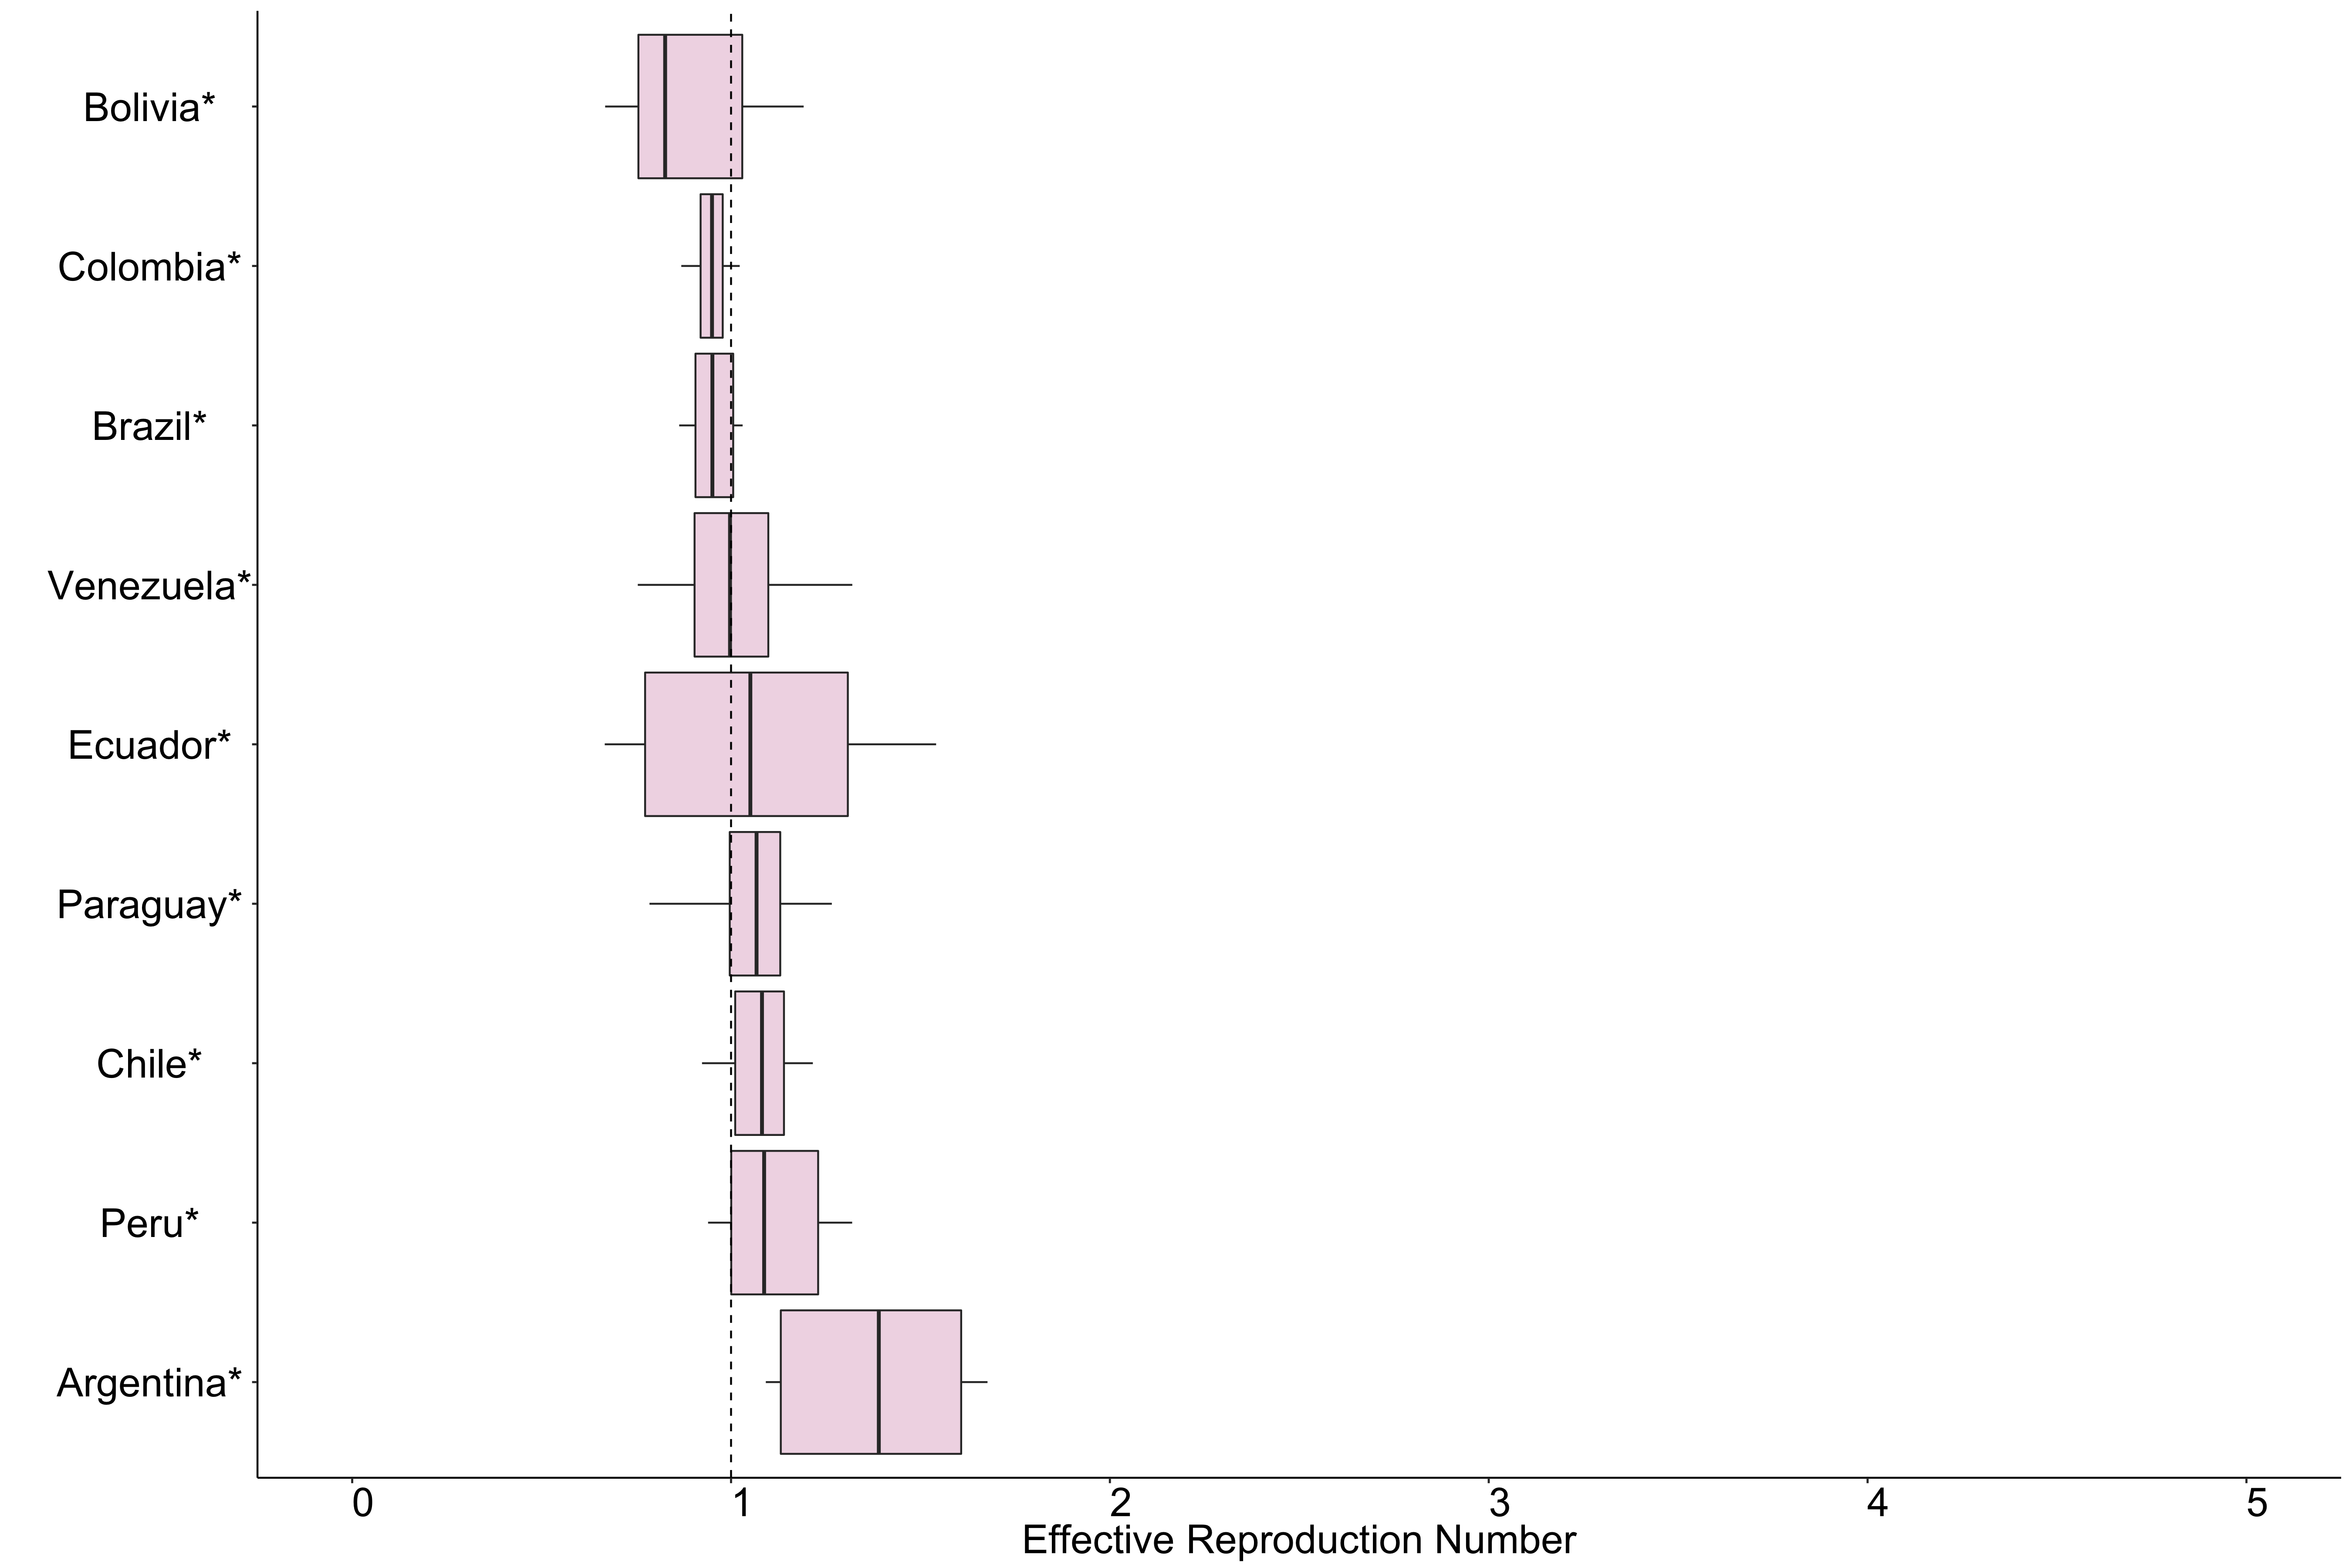 Bolivia*
Colombia*
Brazil*
Venezuela*
Ecuador*
Paraguay*
Chile*
Peru*
Argentina*
0 1 2 3 4 5
Effective Reproduction Number